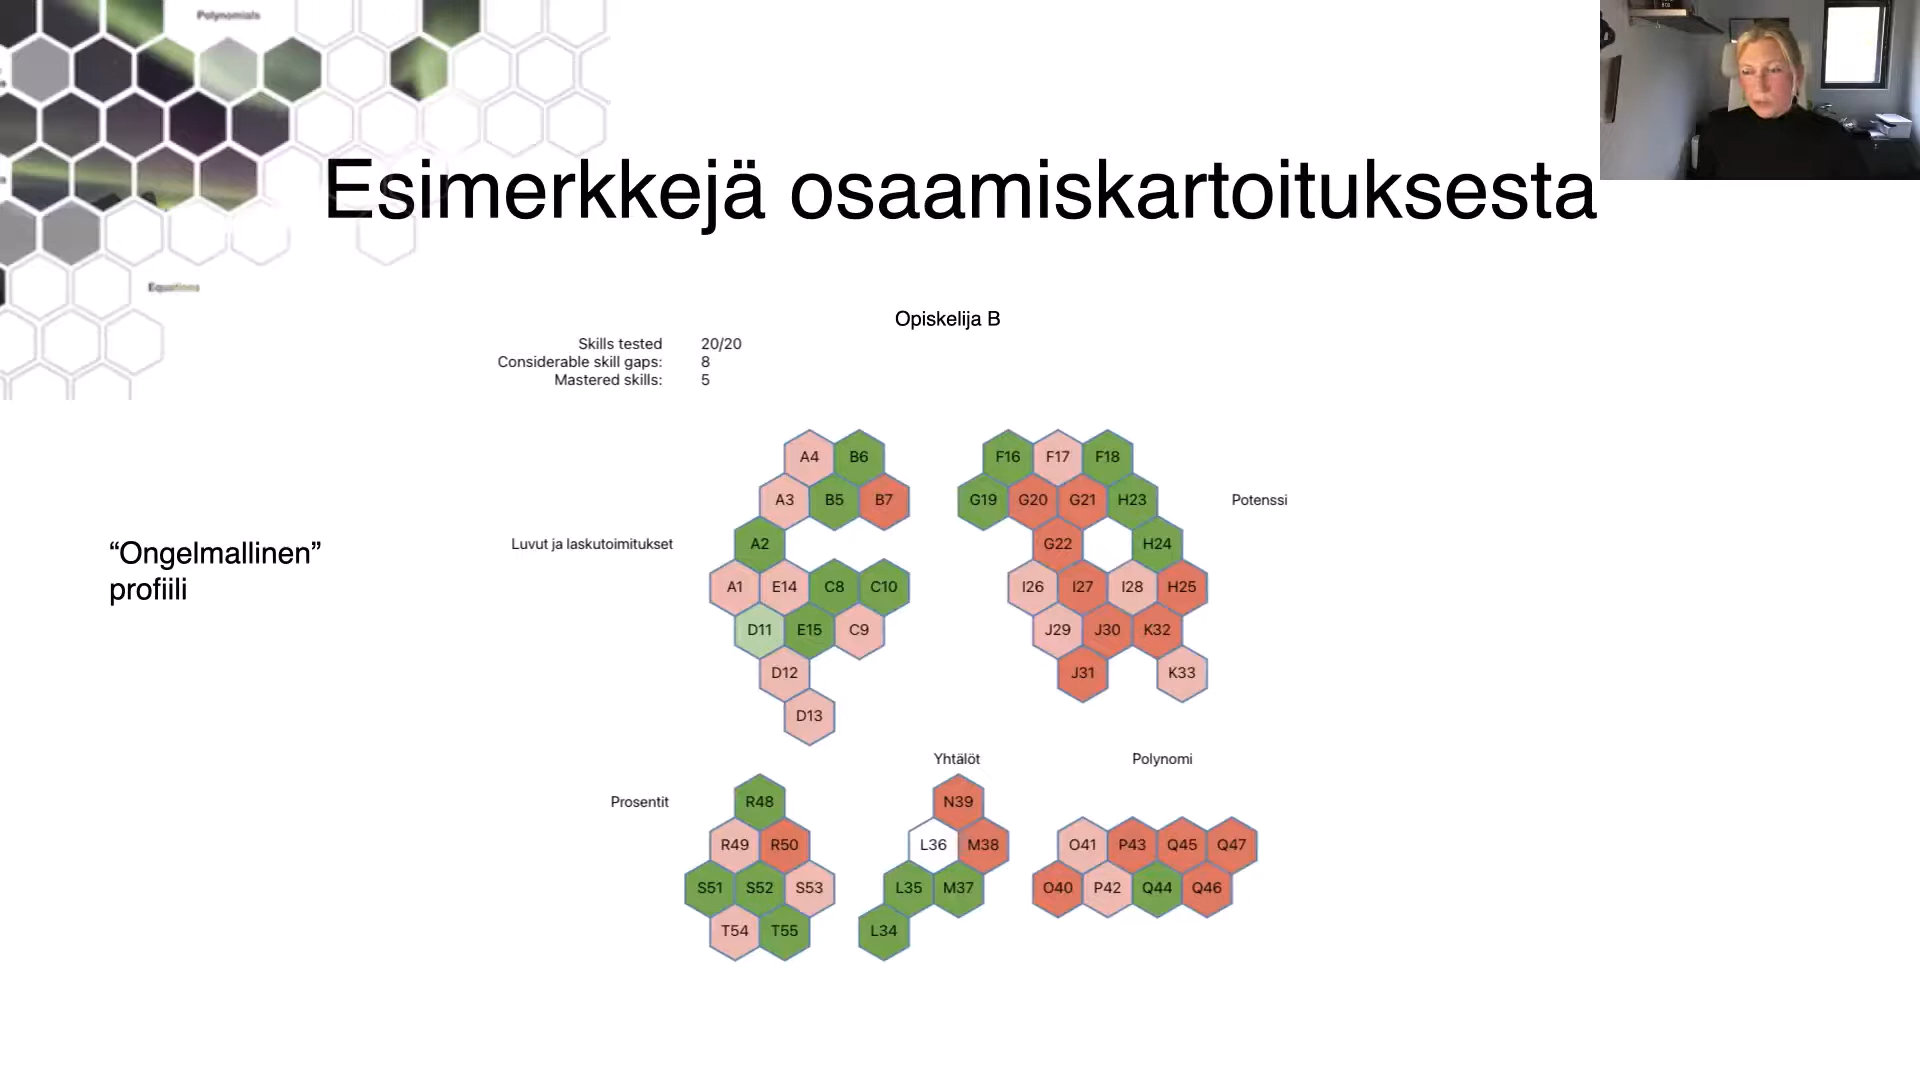 Polynomials
Esimerkkejä osaamiskartoituksesta
Equations
Opiskelija B
Skills tested 20/20
Considerable skill gaps: 8
Mastered skills: 5
A4 B6 F16 F17 F18
A3 B5 B7 G19 G20 G21 H23 Potenssi
Luvut ja laskutoimitukset A2 G22 H24
“Ongelmallinen”
profiili
A1 E14 C8 C10 I26 I27 I28 H25
D11 E15 C9 J29 J30 K32
D12 J31 K33
D13
Yhtälöt Polynomi
Prosentit R48 N39
R49 R50 L36 M38 O41 P43 Q45 Q47
S51 S52 S53 L35 M37 O40 P42 Q44 Q46
T54 T55 L34